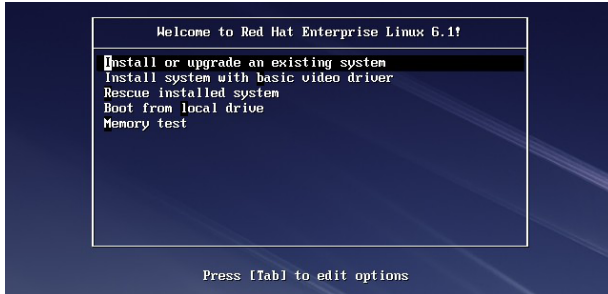 Welcome to Red Hat Enterprise Linux 6.1!
Install or upgrade an existing system
Install system with basic video driver
Rescue installed system
Boot from local drive
Memory test
Press [Tab] to edit options